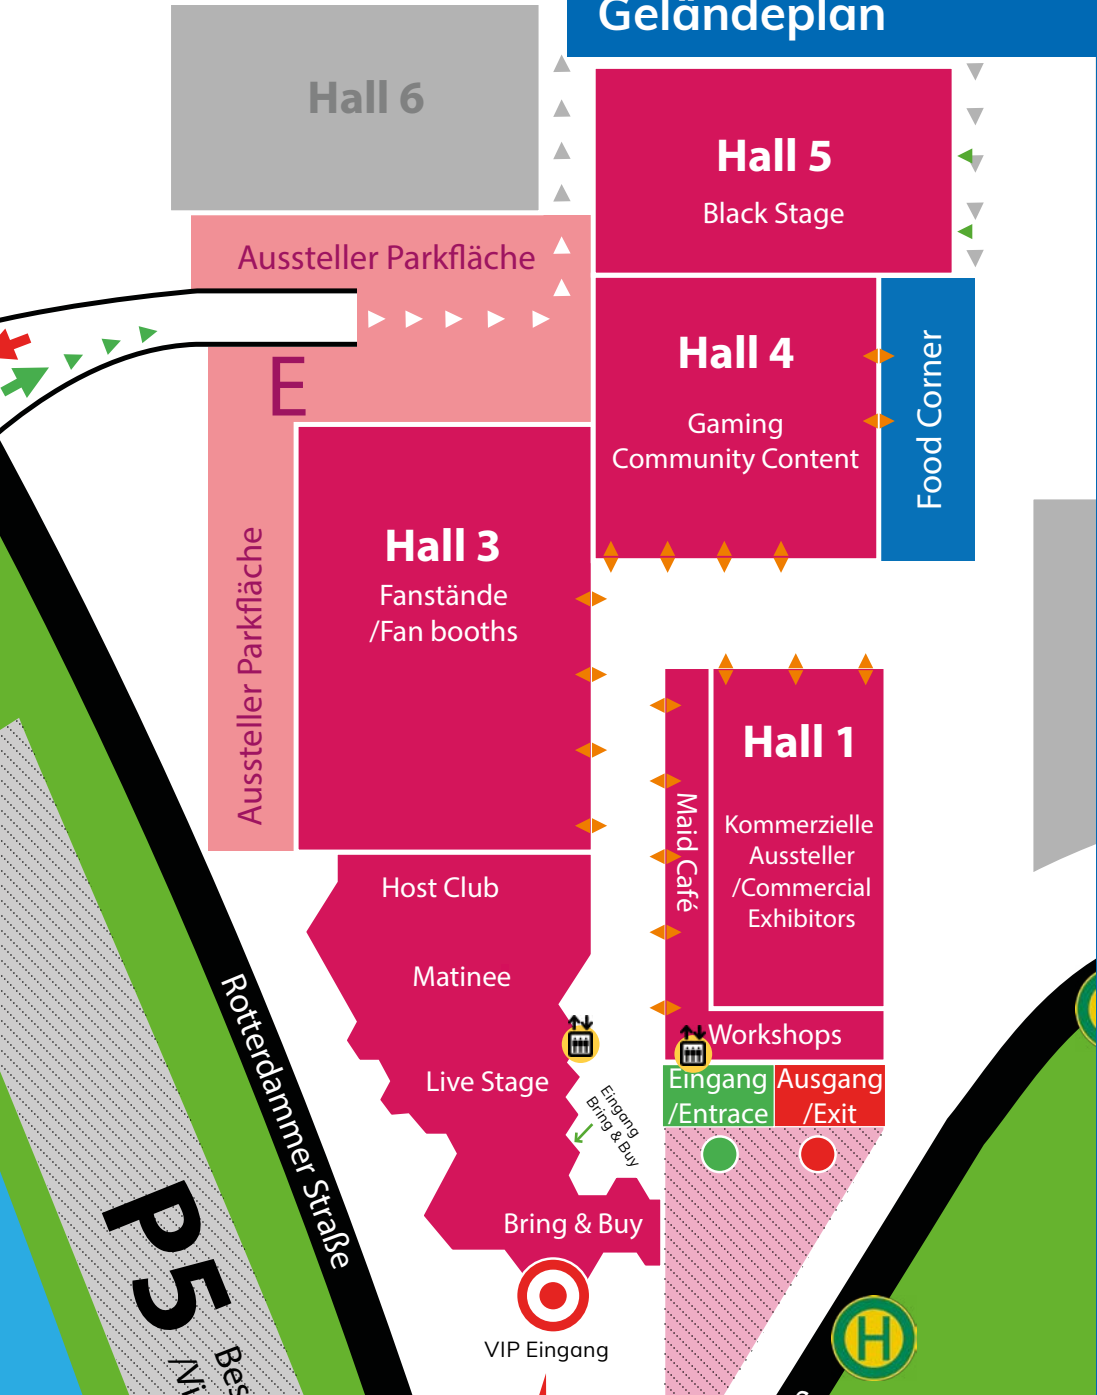 Geländeplan
Hall 6
Hall 5
Black Stage
Aussteller Parkfläche
E
Hall 4
Gaming
Community Content
Food Corner
Hall 3
Fanstände
/Fan booths
Aussteller Parkfläche
Hall 1
Kommerzielle
Aussteller
/Commercial
Exhibitors
Maid Café
Workshops
Host Club
Matinee
Live Stage
Eingang
Bring & Buy
Eingang
/Entrace
Ausgang
/Exit
Bring & Buy
VIP Eingang
Rotterdammer Straße
P5
H